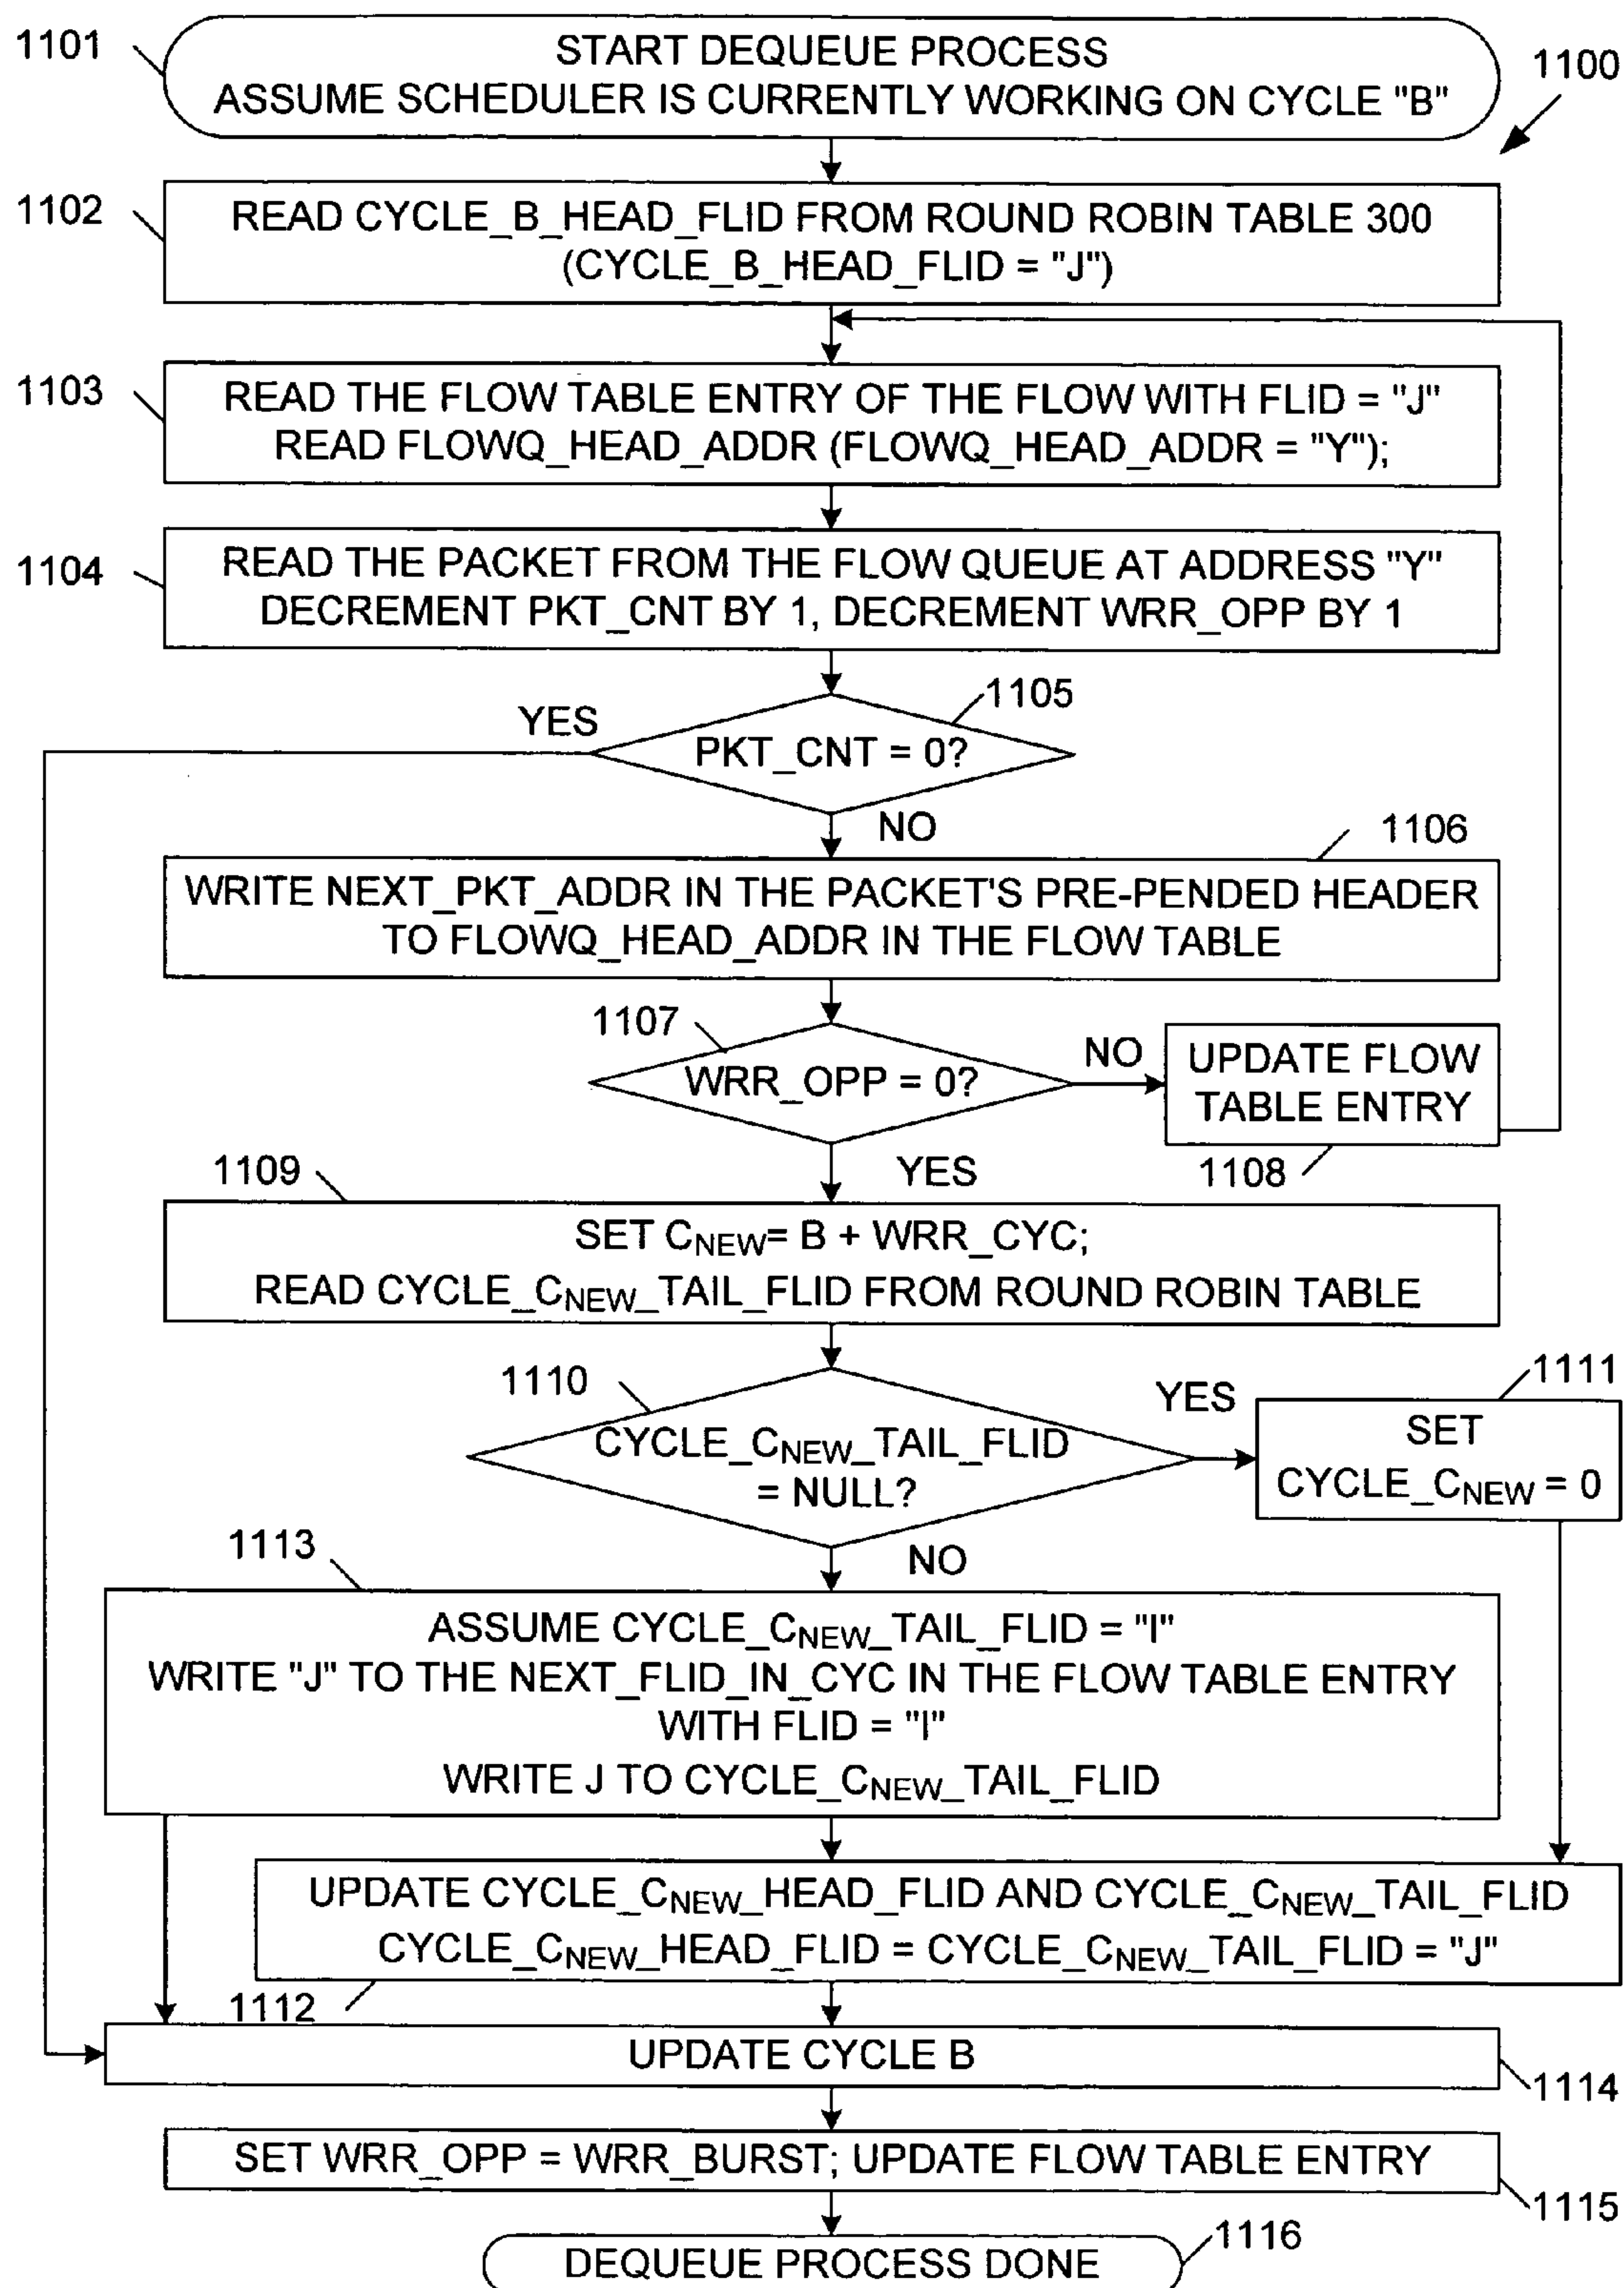 1101
START DEQUEUE PROCESS
ASSUME SCHEDULER IS CURRENTLY WORKING ON CYCLE "B"
1100
1102
READ CYCLE_B_HEAD_FLID FROM ROUND ROBIN TABLE 300
(CYCLE_B_HEAD_FLID = "J")
1103
READ THE FLOW TABLE ENTRY OF THE FLOW WITH FLID = "J"
READ FLOWQ_HEAD_ADDR (FLOWQ_HEAD_ADDR = "Y");
1104
READ THE PACKET FROM THE FLOW QUEUE AT ADDRESS "Y"
DECREMENT PKT_CNT BY 1, DECREMENT WRR_OPP BY 1
1105
YES
PKT_CNT = 0?
NO
1106
WRITE NEXT_PKT_ADDR IN THE PACKET'S PRE-PENDED HEADER
TO FLOWQ_HEAD_ADDR IN THE FLOW TABLE
1107
WRR_OPP = 0?
NO
UPDATE FLOW
TABLE ENTRY
1108
YES
1109
SET CNEW= B + WRR_CYC;
READ CYCLE_CNEW_TAIL_FLID FROM ROUND ROBIN TABLE
1110
CYCLE_CNEW_TAIL_FLID
= NULL?
YES
1111
SET
CYCLE_CNEW = 0
NO
1113
ASSUME CYCLE_CNEW_TAIL_FLID = "I"
WRITE "J" TO THE NEXT_FLID_IN_CYC IN THE FLOW TABLE ENTRY
WITH FLID = "I"
WRITE J TO CYCLE_CNEW_TAIL_FLID
UPDATE CYCLE_CNEW_HEAD_FLID AND CYCLE_CNEW_TAIL_FLID
CYCLE_CNEW_HEAD_FLID = CYCLE_CNEW_TAIL_FLID = "J"
1112
UPDATE CYCLE B
1114
SET WRR_OPP = WRR_BURST; UPDATE FLOW TABLE ENTRY
1115
DEQUEUE PROCESS DONE
1116